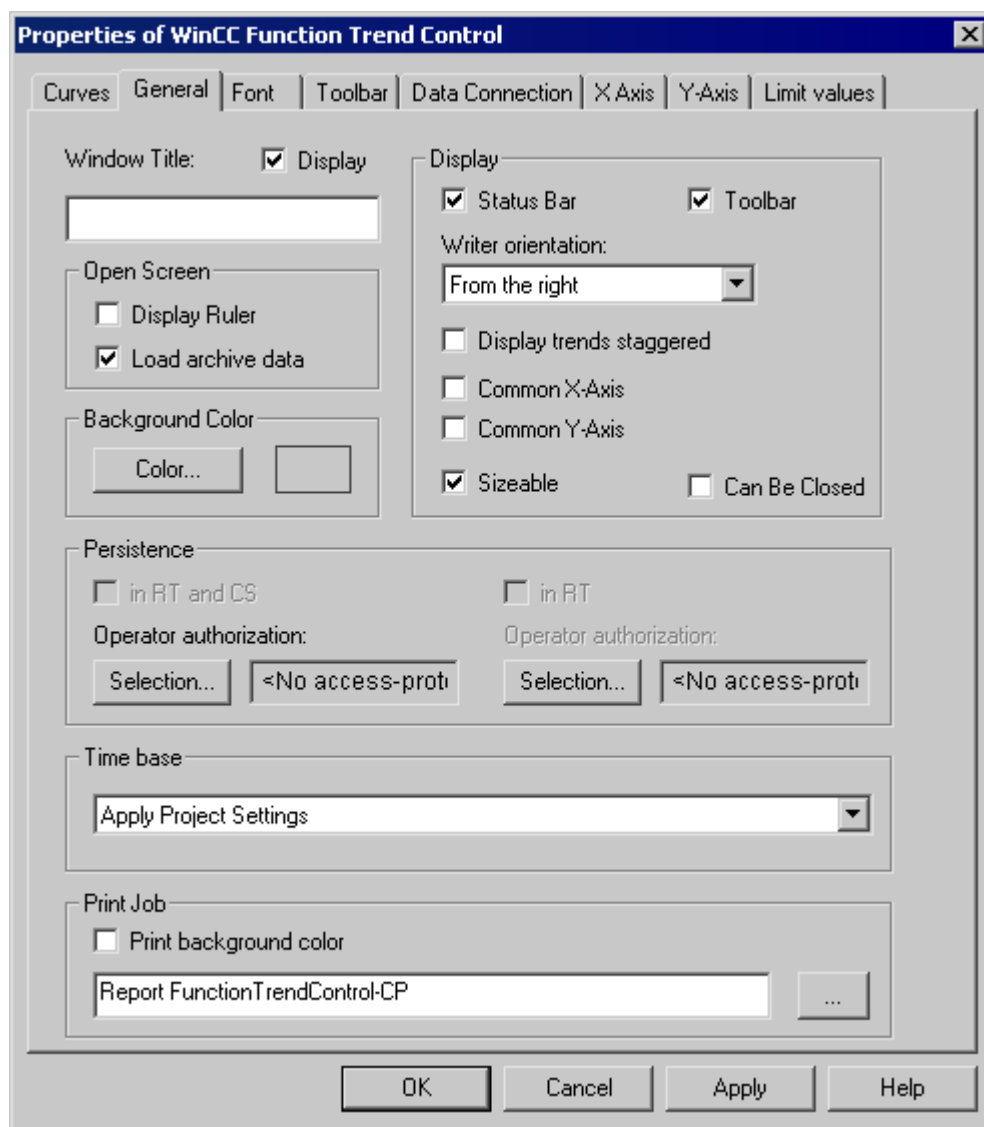 Properties of WinCC Function Trend Control
Curves General Font Toolbar Data Connection X Axis Y-Axis Limit values
Window Title: Display
Open Screen
Display Ruler
Load archive data
Background Color
Color...
Display
Status Bar Toolbar
Writer orientation:
From the right
Display trends staggered
Common X-Axis
Common Y-Axis
Sizeable Can Be Closed
Persistence
in RT and CS in RT
Operator authorization: Operator authorization:
Selection... <No access-prot Selection... <No access-prot
Time base
Apply Project Settings
Print Job
Print background color
Report FunctionTrendControl-CP
...
OK Cancel Apply Help